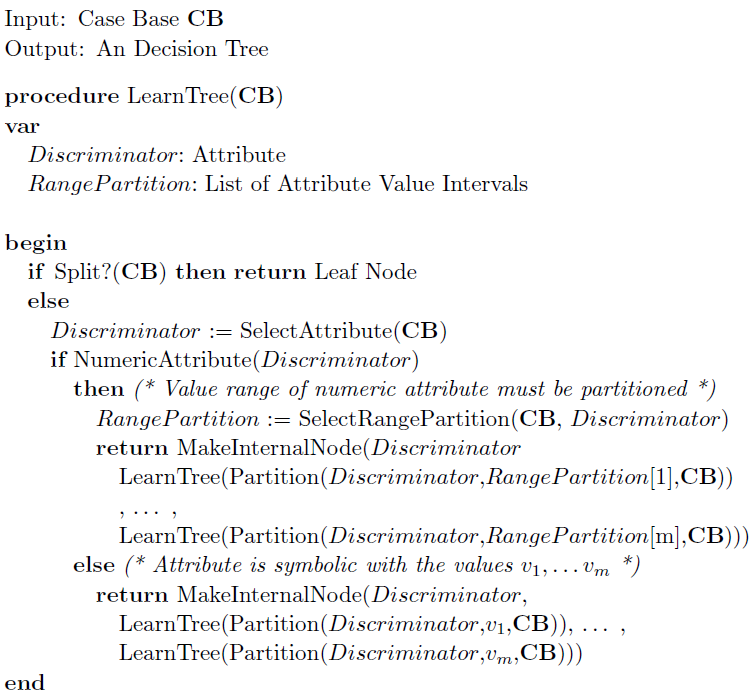 Input: Case Base CB
Output: An Decision Tree
procedure LearnTree(CB)
var
Discriminator: Attribute
RangePartition: List of Attribute Value Intervals
begin
if Split?(CB) then return Leaf Node
else
Discriminator := SelectAttribute(CB)
if NumericAttribute(Discriminator)
then (* Value range of numeric attribute must be partitioned *)
RangePartition := SelectRangePartition(CB, Discriminator)
return MakeInternalNode(Discriminator
LearnTree(Partition(Discriminator,RangePartition[1],CB))
, … ,
LearnTree(Partition(Discriminator,RangePartition[m],CB)))
else (* Attribute is symbolic with the values v₁, … vₘ *)
return MakeInternalNode(Discriminator,
LearnTree(Partition(Discriminator,v₁,CB)), … ,
LearnTree(Partition(Discriminator,vₘ,CB)))
end